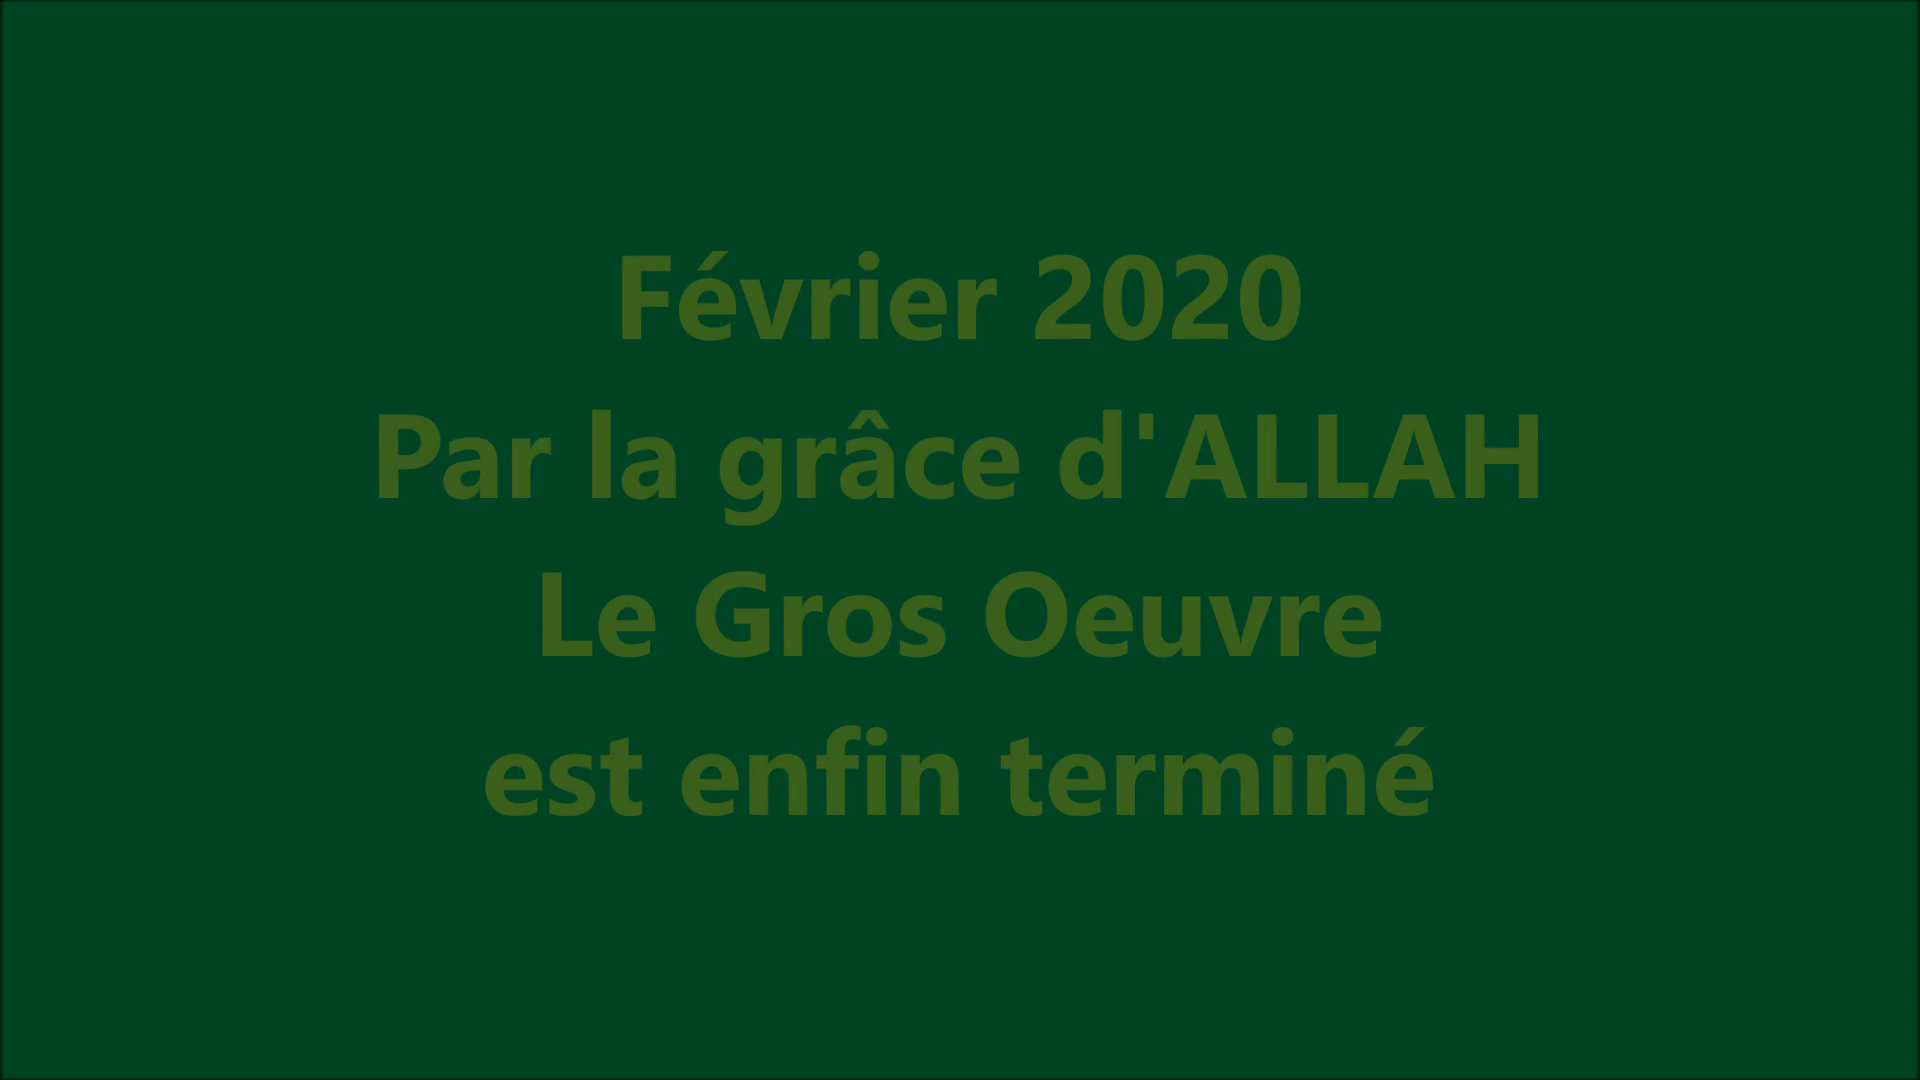 Février 2020
Par la grâce d'ALLAH
Le Gros Oeuvre
est enfin terminé